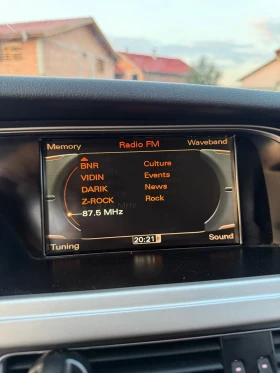 Memory Radio FM Waveband
BNR Culture
VIDIN Events
DARIK News
Z-ROCK Rock
87.5 MHz
20:21
Tuning Sound